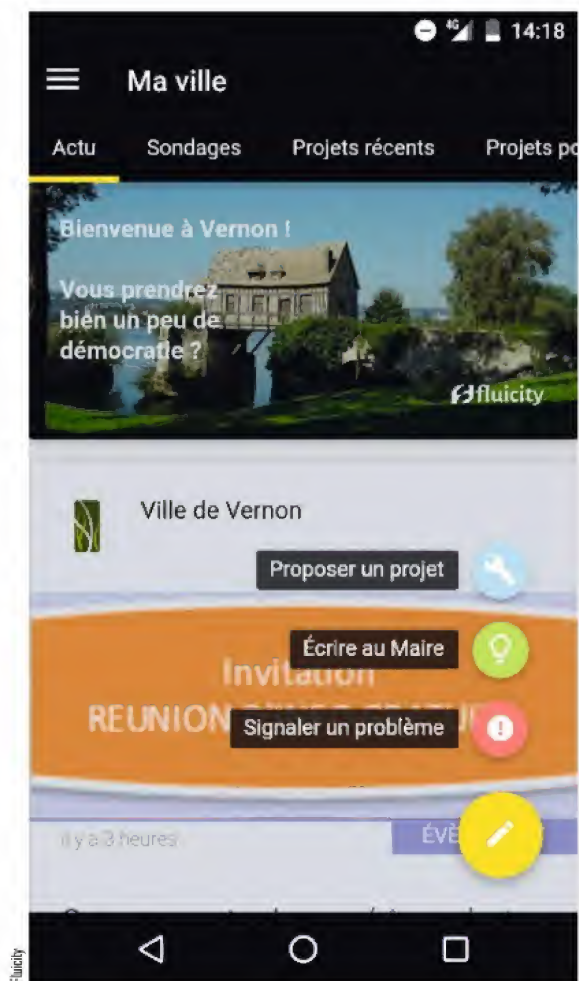 4G 14:18
Ma ville
Actu Sondages Projets récents Projets po
Bienvenue à Vernon !
Vous prendrez
bien un peu de
démocratie ?
fluicity
Ville de Vernon
Proposer un projet
Écrire au Maire
Invitation
REUNION
Signaler un problème
il y a 3 heures
ÉVÈ
Fluicity